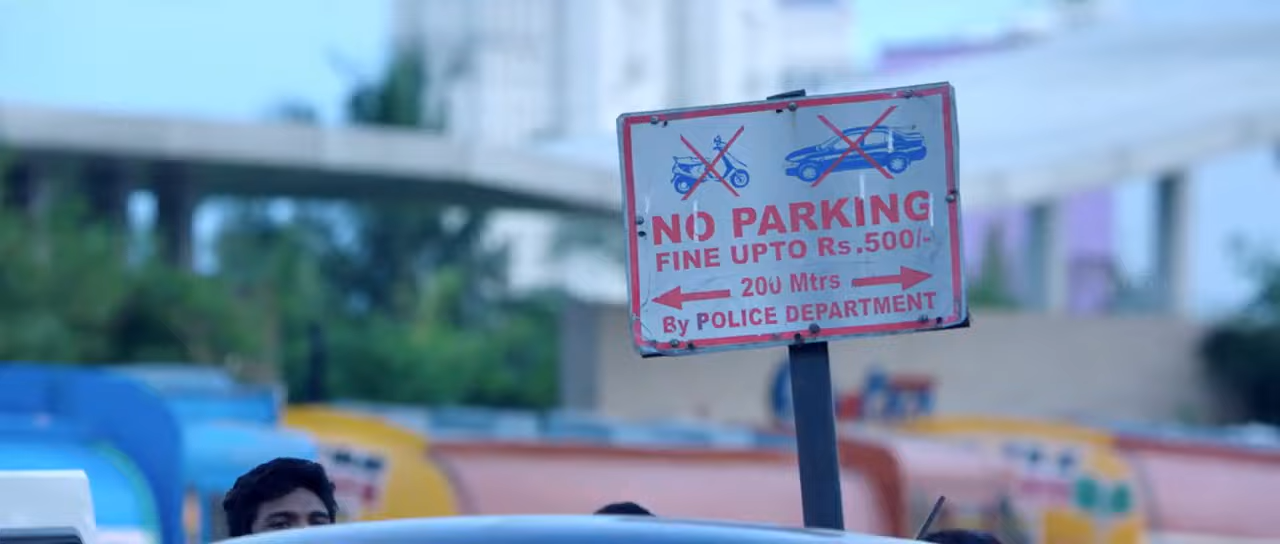 NO PARKING
FINE UPTO Rs.500/-
200 Mtrs
By POLICE DEPARTMENT